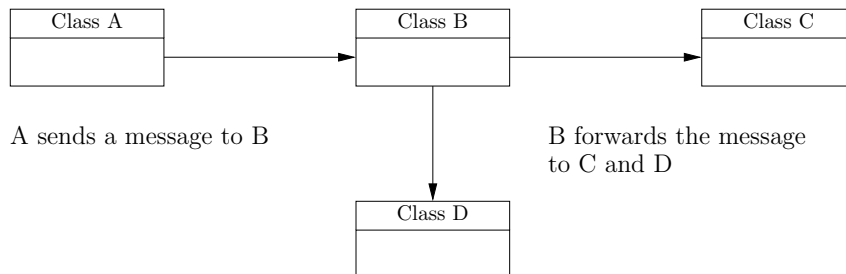 Class A
Class B
Class C
A sends a message to B
B forwards the message
to C and D
Class D